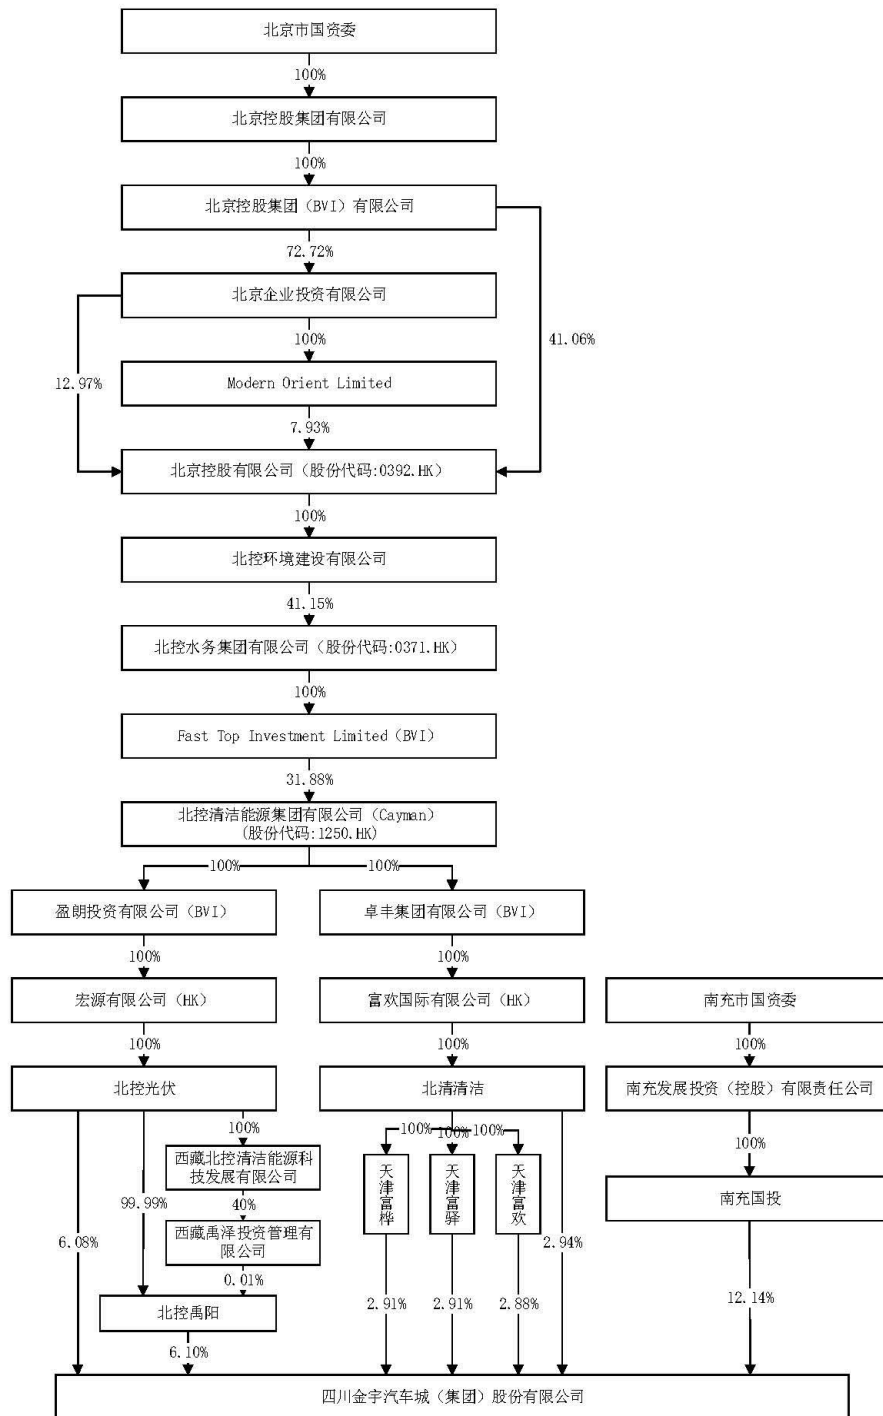 北京市国资委
100%
北京控股集团有限公司
100%
北京控股集团（BVI）有限公司
72.72%
北京企业投资有限公司
100%
41.06%
12.97%
Modern Orient Limited
7.93%
北京控股有限公司（股份代码:0392.HK）
100%
北控环境建设有限公司
41.15%
北控水务集团有限公司（股份代码:0371.HK）
100%
Fast Top Investment Limited（BVI）
31.88%
北控清洁能源集团有限公司（Cayman）
(股份代码:1250.HK)
100%
100%
盈朗投资有限公司（BVI）
卓丰集团有限公司（BVI）
100%
100%
宏源有限公司（HK）
富欢国际有限公司（HK）
南充市国资委
100%
100%
100%
北控光伏
北清清洁
南充发展投资（控股）有限责任公司
100%
100%
100%
100%
100%
西藏北控清洁能源科
技发展有限公司
天津富桦
天津富驿
天津富欢
南充国投
99.99%
40%
6.08%
西藏禹泽投资管理有
限公司
2.94%
0.01%
2.91%
2.91%
2.88%
12.14%
北控禹阳
6.10%
四川金宇汽车城（集团）股份有限公司